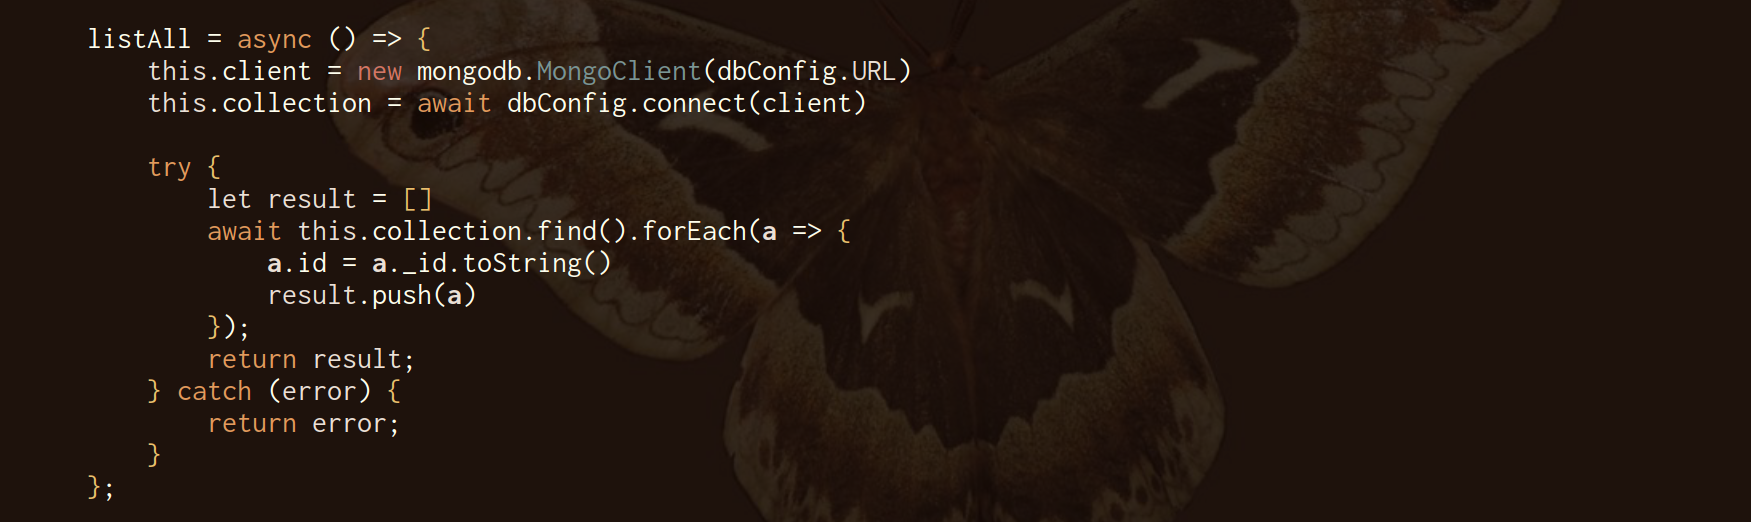 listAll = async () => {
    this.client = new mongodb.MongoClient(dbConfig.URL)
    this.collection = await dbConfig.connect(client)

    try {
        let result = []
        await this.collection.find().forEach(a => {
            a.id = a._id.toString()
            result.push(a)
        });
        return result;
    } catch (error) {
        return error;
    }
};